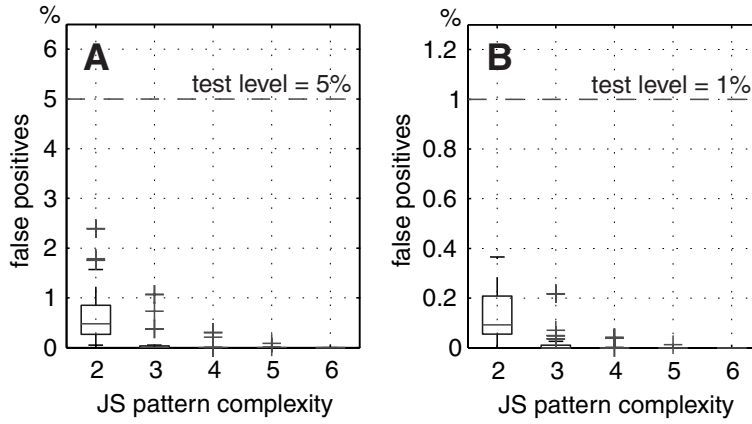 %
A
test level = 5%
6
5
4
3
2
1
0
false positives
2 3 4 5 6
JS pattern complexity
%
B
test level = 1%
1.2
1
0.8
0.6
0.4
0.2
0
false positives
2 3 4 5 6
JS pattern complexity